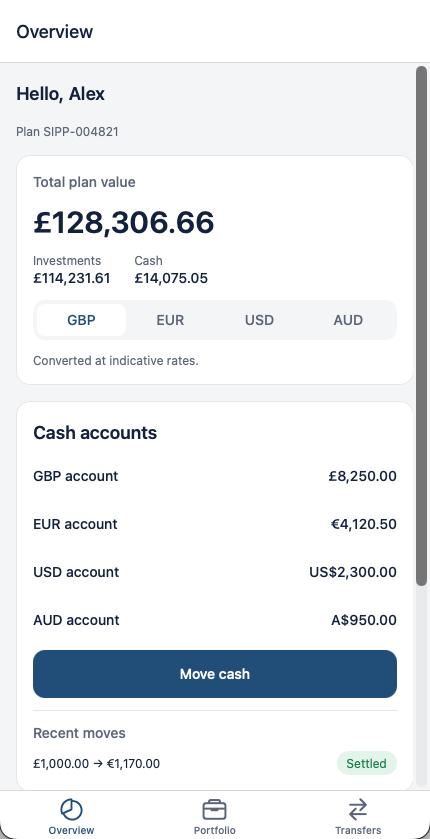 Overview
Hello, Alex
Plan SIPP-004821
Total plan value
£128,306.66
Investments Cash
£114,231.61 £14,075.05
GBP EUR USD AUD
Converted at indicative rates.
Cash accounts
GBP account £8,250.00
EUR account €4,120.50
USD account US$2,300.00
AUD account A$950.00
Move cash
Recent moves
£1,000.00 → €1,170.00 Settled
Overview Portfolio Transfers